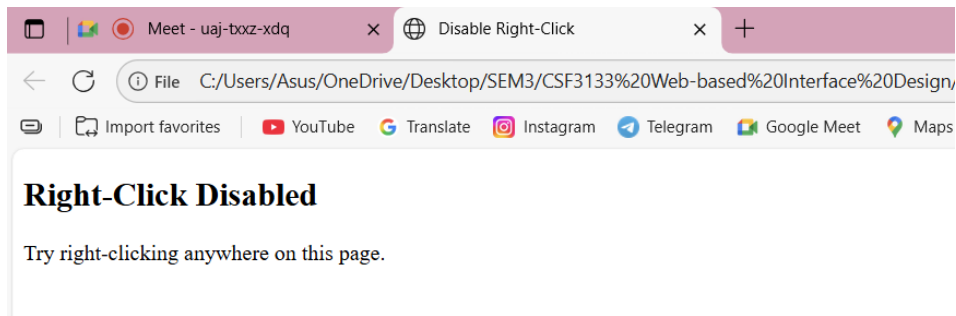 Meet - uaj-txxz-xdq
Disable Right-Click
File C:/Users/Asus/OneDrive/Desktop/SEM3/CSF3133%20Web-based%20Interface%20Design/
Import favorites YouTube Translate Instagram Telegram Google Meet Maps
Right-Click Disabled
Try right-clicking anywhere on this page.